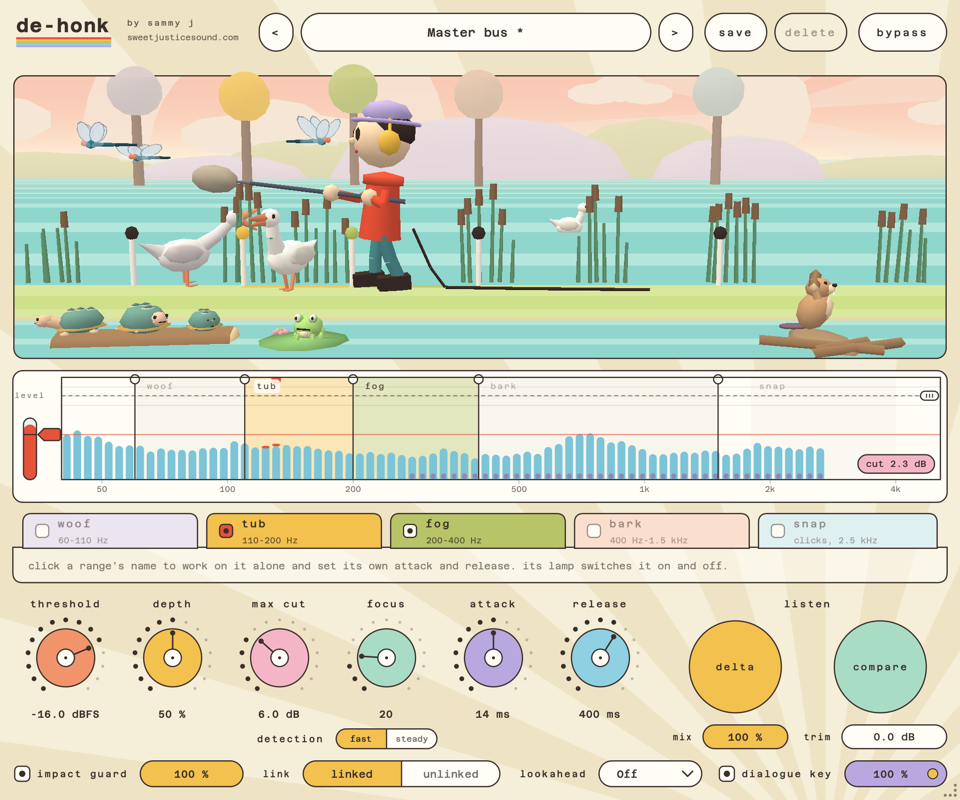 de-honk
by sammy j
sweetjusticesound.com
<
Master bus *
>
save
delete
bypass
level
woof
tub
fog
bark
snap
cut 2.3 dB
50
100
200
500
1k
2k
4k
woof
60-110 Hz
tub
110-200 Hz
fog
200-400 Hz
bark
400 Hz-1.5 kHz
snap
clicks, 2.5 kHz
click a range's name to work on it alone and set its own attack and release. its lamp switches it on and off.
threshold
depth
max cut
focus
attack
release
listen
delta
compare
-16.0 dBFS
50 %
6.0 dB
20
14 ms
400 ms
detection
fast
steady
mix
100 %
trim
0.0 dB
impact guard
100 %
link
linked
unlinked
lookahead
Off
dialogue key
100 %